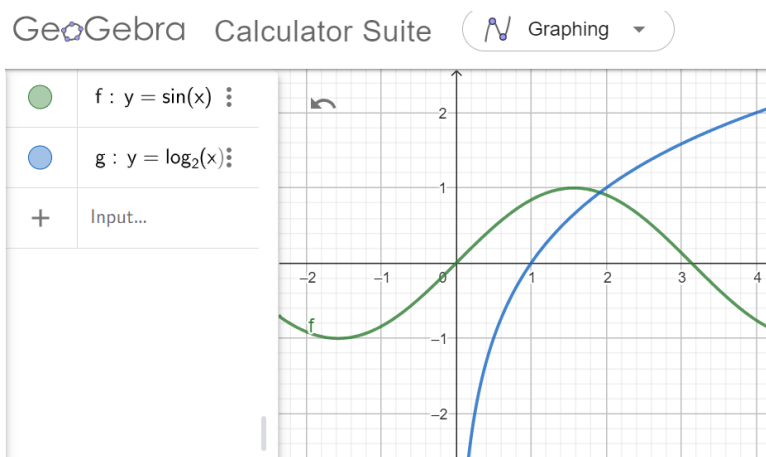 GeoGebra Calculator Suite Graphing
f : y = sin(x)
g : y = log₂(x)
+ Input...
2
1
−2 −1 0 1 2 3 4
f
−1
−2